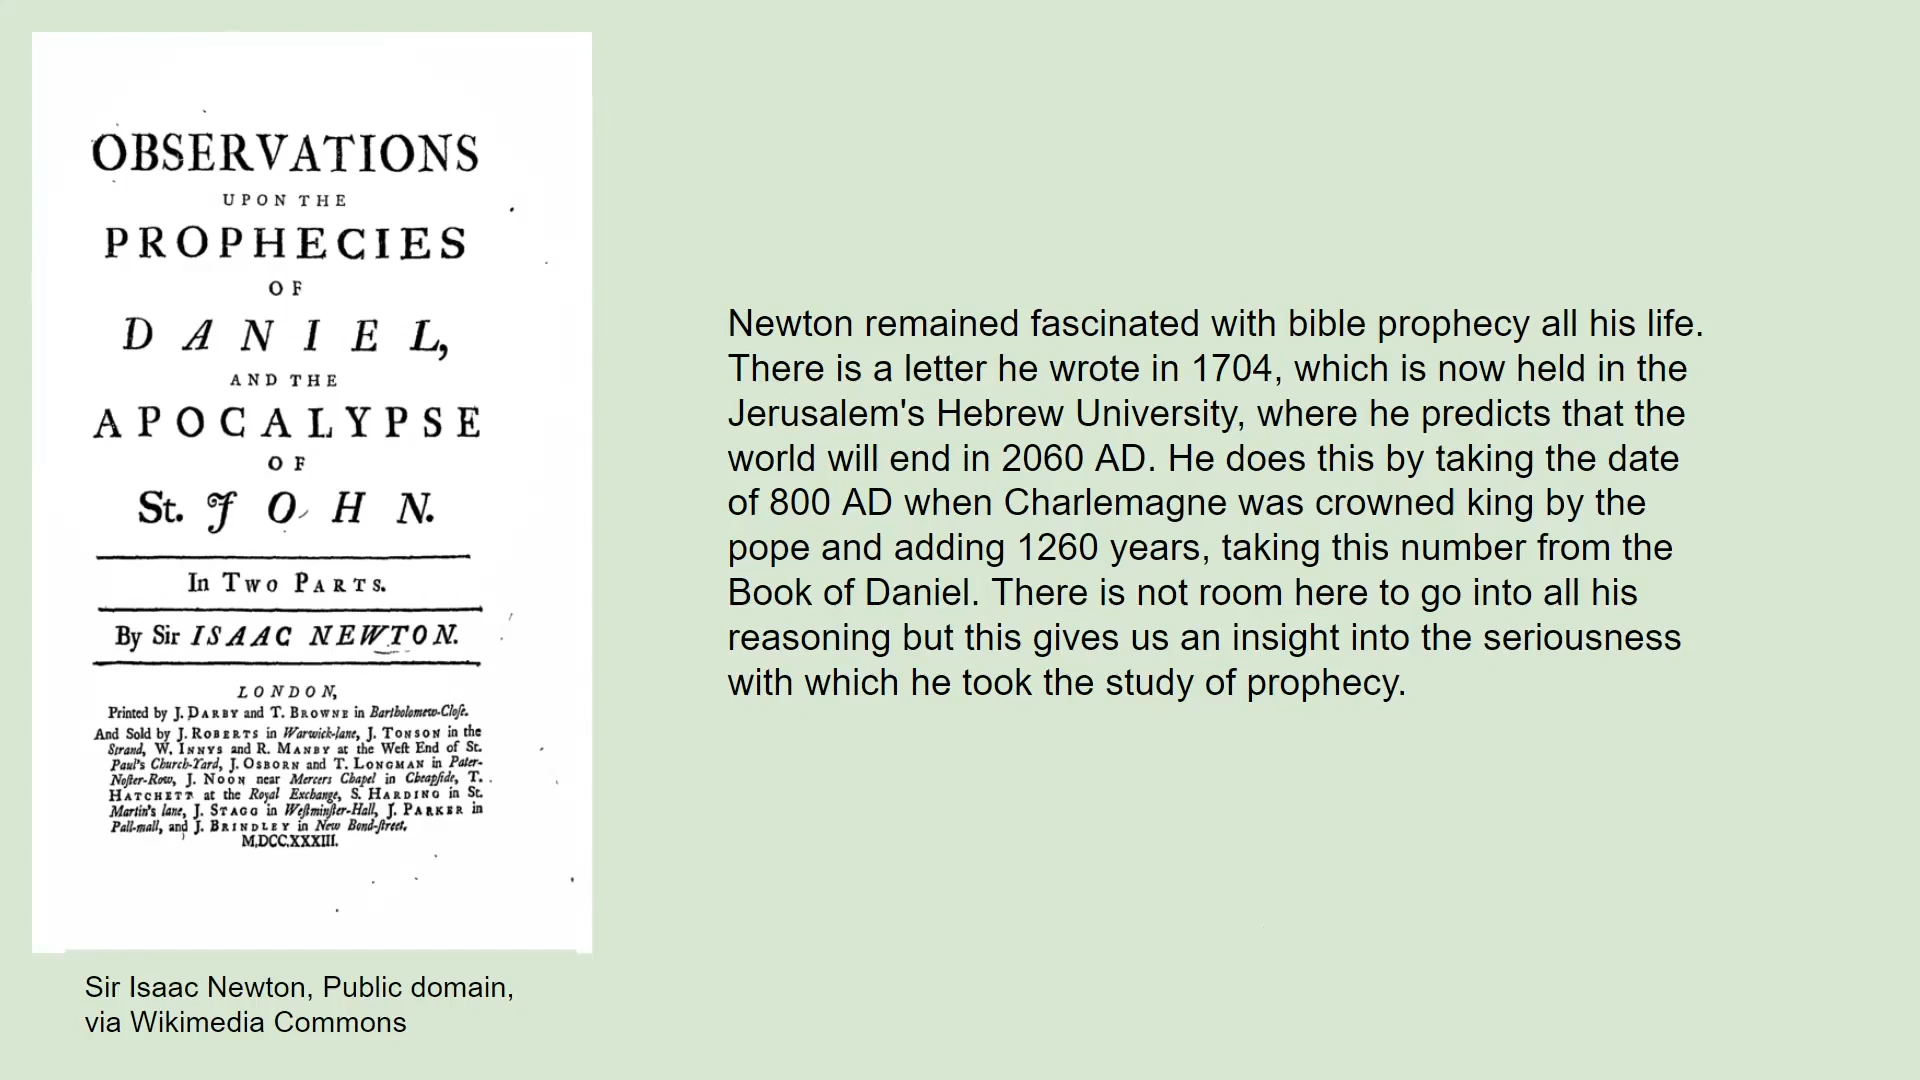 OBSERVATIONS
UPON THE
PROPHECIES
OF
DANIEL,
AND THE
APOCALYPSE
OF
St. JOHN.
In Two Parts.
By Sir ISAAC NEWTON.
LONDON,
Printed by J. DARBY and T. BROWNE in Bartholomew-Cloſe.
And Sold by J. ROBERTS in Warwick-lane, J. TONSON in the
Strand, W. INNYS and R. MANBY at the Weſt End of St.
Paul's Church-Yard, J. OSBORN and T. LONGMAN in Pater-
Noſter-Row, J. NOON near Mercers Chapel in Cheapſide, T.
HATCHETT at the Royal Exchange, S. HARDING in St.
Martin's lane, J. STAGG in Weſtminſter-Hall, J. PARKER in
Pall-mall, and J. BRINDLEY in New Bond-ſtreet.
M.DCC.XXXIII.
Sir Isaac Newton, Public domain,
via Wikimedia Commons
Newton remained fascinated with bible prophecy all his life.
There is a letter he wrote in 1704, which is now held in the
Jerusalem's Hebrew University, where he predicts that the
world will end in 2060 AD. He does this by taking the date
of 800 AD when Charlemagne was crowned king by the
pope and adding 1260 years, taking this number from the
Book of Daniel. There is not room here to go into all his
reasoning but this gives us an insight into the seriousness
with which he took the study of prophecy.